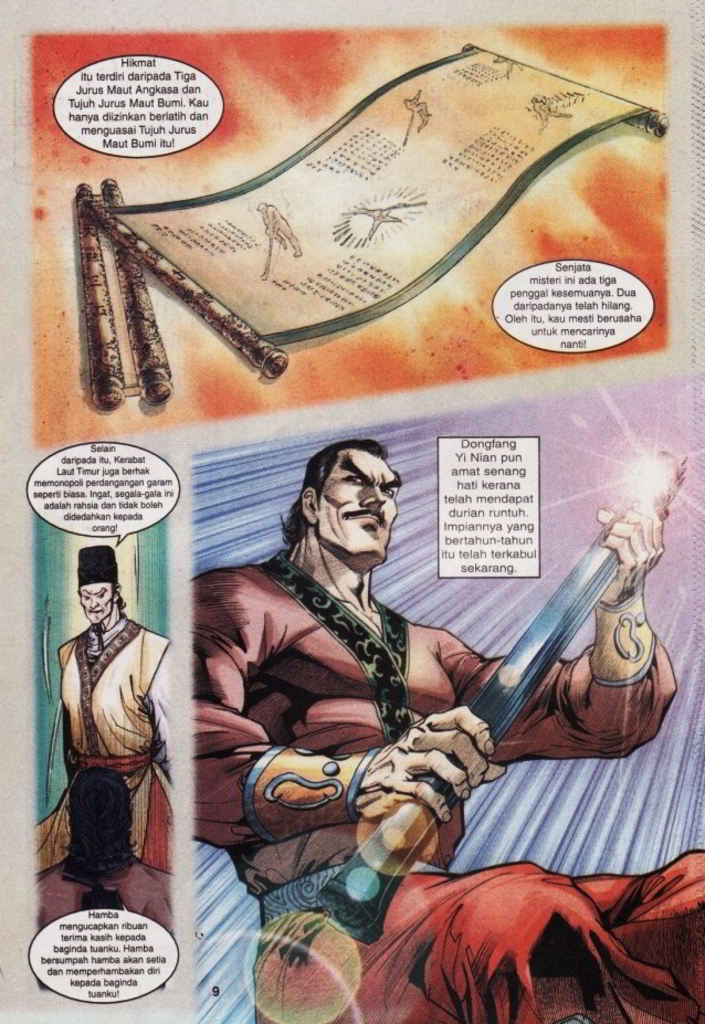 Hikmat
itu terdiri daripada Tiga
Jurus Maut Angkasa dan
Tujuh Jurus Maut Bumi. Kau
hanya diizinkan berlatih dan
menguasai Tujuh Jurus
Maut Bumi itu!
Senjata
misteri ini ada tiga
penggal kesemuanya. Dua
daripadanya telah hilang.
Oleh itu, kau mesti berusaha
untuk mencarinya
nanti!
Selain
daripada itu, Kerabat
Laut Timur juga berhak
memonopoli perdangangan garam
seperti biasa. Ingat, segala-gala ini
adalah rahsia dan tidak boleh
didedahkan kepada
orang!
Dongfang
Yi Nian pun
amat senang
hati kerana
telah mendapat
durian runtuh.
Impiannya yang
bertahun-tahun
itu telah terkabul
sekarang.
Hamba
mengucapkan ribuan
terima kasih kepada
baginda tuanku. Hamba
bersumpah hamba akan setia
dan memperhambakan diri
kepada baginda
tuanku!
9